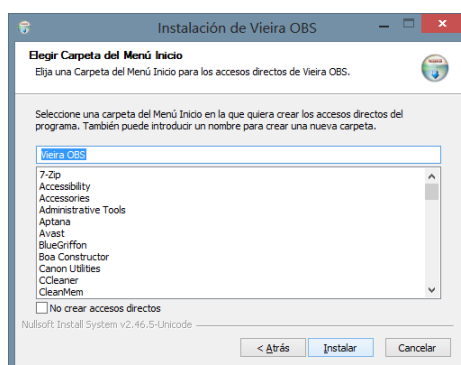 Instalación de Vieira OBS
Elegir Carpeta del Menú Inicio
Elija una Carpeta del Menú Inicio para los accesos directos de Vieira OBS.
Seleccione una carpeta del Menú Inicio en la que quiera crear los accesos directos del
programa. También puede introducir un nombre para crear una nueva carpeta.
Vieira OBS
7-Zip
Accessibility
Accessories
Administrative Tools
Aptana
Avast
BlueGriffon
Boa Constructor
Canon Utilities
CCleaner
CleanMem
No crear accesos directos
Nullsoft Install System v2.46.5-Unicode
< Atrás
Instalar
Cancelar